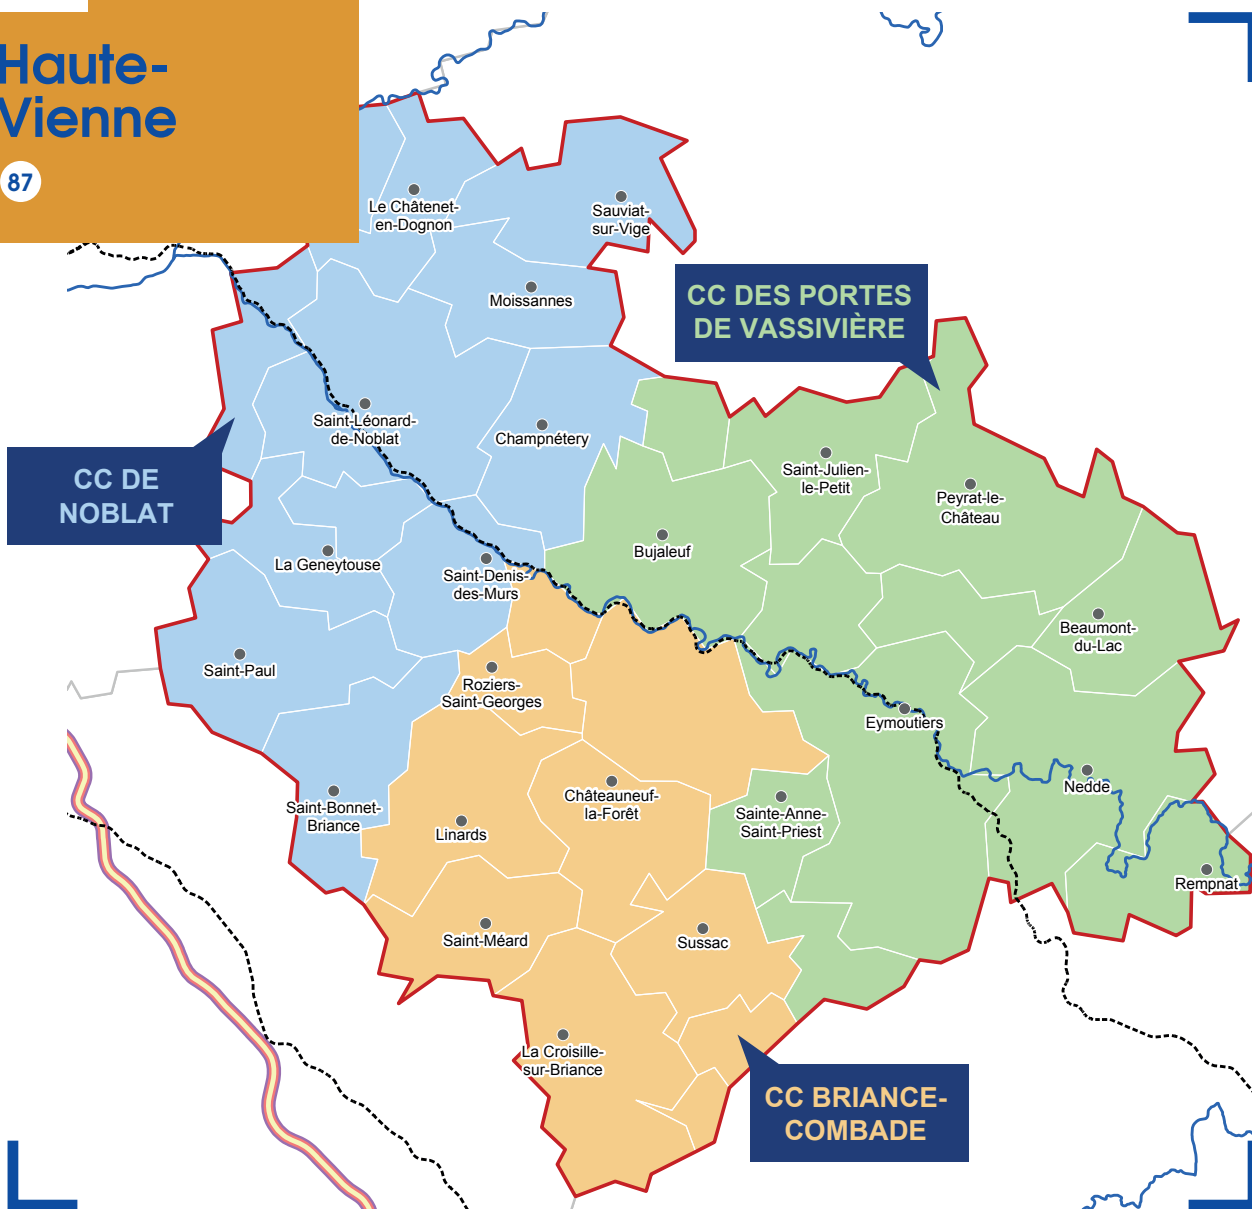 Haute-
Vienne
87
Le Châtenet-
en-Dognon
Sauviat-
sur-Vige
Moissannes
CC DES PORTES
DE VASSIVIÈRE
Saint-Léonard-
de-Noblat
Champnétery
CC DE
NOBLAT
Saint-Julien-
le-Petit
Peyrat-le-
Château
Bujaleuf
La Geneytouse
Saint-Denis-
des-Murs
Beaumont-
du-Lac
Saint-Paul
Roziers-
Saint-Georges
Eymoutiers
Nedde
Saint-Bonnet-
Briance
Linards
Châteauneuf-
la-Forêt
Sainte-Anne-
Saint-Priest
Rempnat
Saint-Méard
Sussac
La Croisille-
sur-Briance
CC BRIANCE-
COMBADE